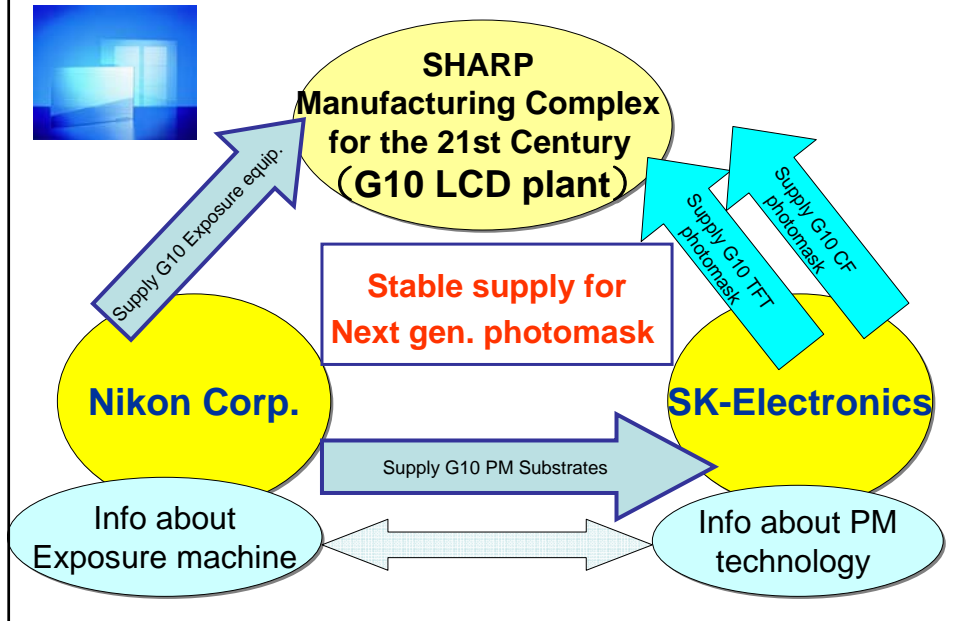 SHARP
Manufacturing Complex
for the 21st Century
（G10 LCD plant）
Supply G10 Exposure equip.
Supply G10 TFT
photomask
Supply G10 CF
photomask
Stable supply for
Next gen. photomask
Nikon Corp.
SK-Electronics
Supply G10 PM Substrates
Info about
Exposure machine
Info about PM
technology